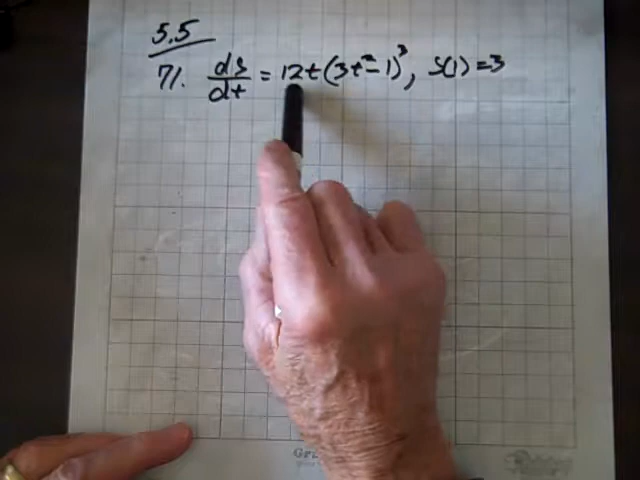 5.5
71. ds/dt = 12t(3t²-1)³, s(1)=3